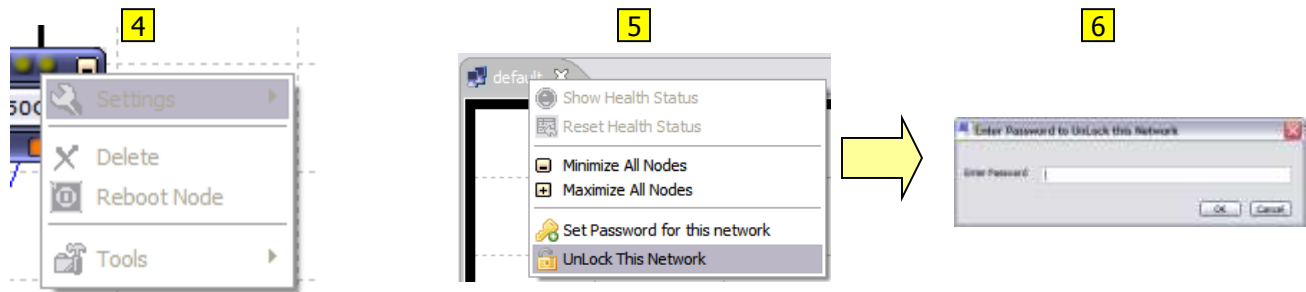 4
50
Settings
Delete
Reboot Node
Tools
5
default
Show Health Status
Reset Health Status
Minimize All Nodes
Maximize All Nodes
Set Password for this network
UnLock This Network
6
Enter Password to UnLock this Network
Enter Password
OK
Cancel